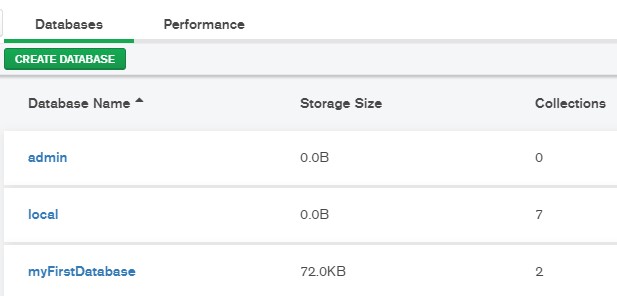 Databases Performance
CREATE DATABASE
Database Name Storage Size Collections
admin 0.0B 0
local 0.0B 7
myFirstDatabase 72.0KB 2